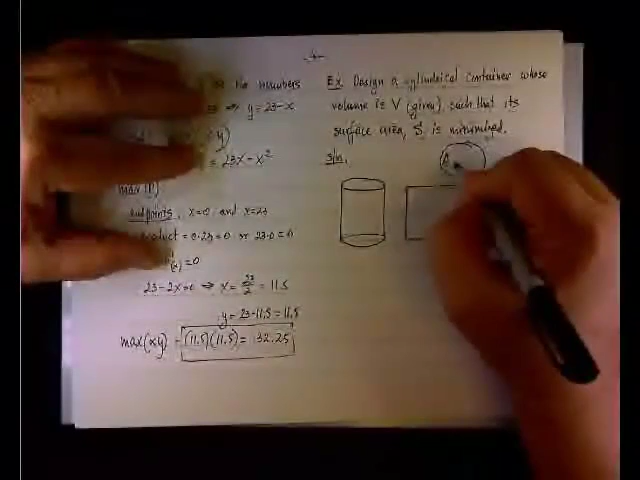 the numbers
⇒ y = 23 - x
y)
= 23x - x²
endpoints, x=0 and x=23
product = 0·23 = 0 or 23·0 = 0
(x) = 0
23 - 2x = 0 ⇒ x = 23/2 = 11.5
y = 23 - 11.5 = 11.5
max(xy) = (11.5)(11.5) = 132.25
Ex. Design a cylindrical container whose
volume is V (given), such that its
surface area, S is minimized.
Soln.